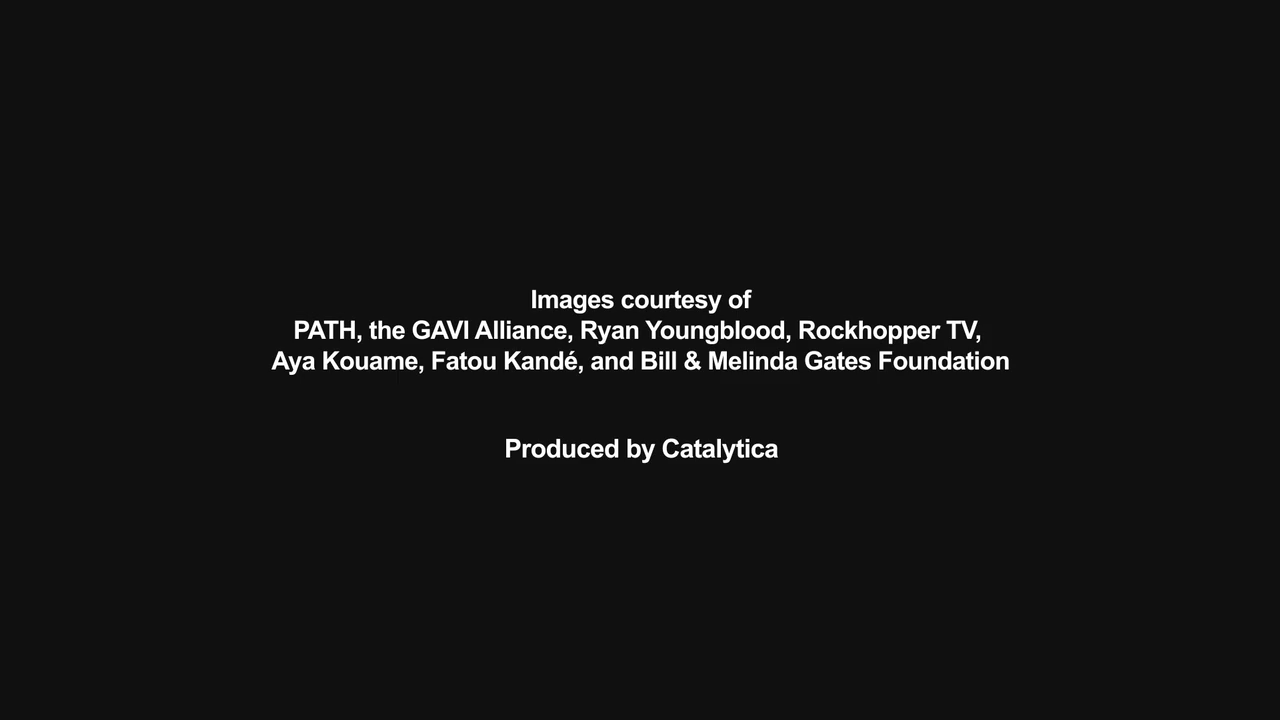 Images courtesy of
PATH, the GAVI Alliance, Ryan Youngblood, Rockhopper TV,
Aya Kouame, Fatou Kandé, and Bill & Melinda Gates Foundation
Produced by Catalytica